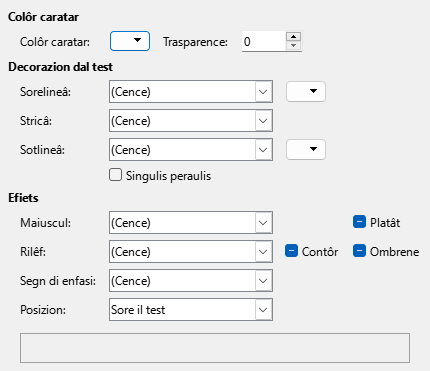 Colôr caratar
Colôr caratar: Trasparence: 0
Decorazion dal test
Sorelineâ: (Cence)
Stricâ: (Cence)
Sotlineâ: (Cence)
Singulis peraulis
Efiets
Maiuscul: (Cence) Platât
Rilêf: (Cence) Contôr Ombrene
Segn di enfasi: (Cence)
Posizion: Sore il test